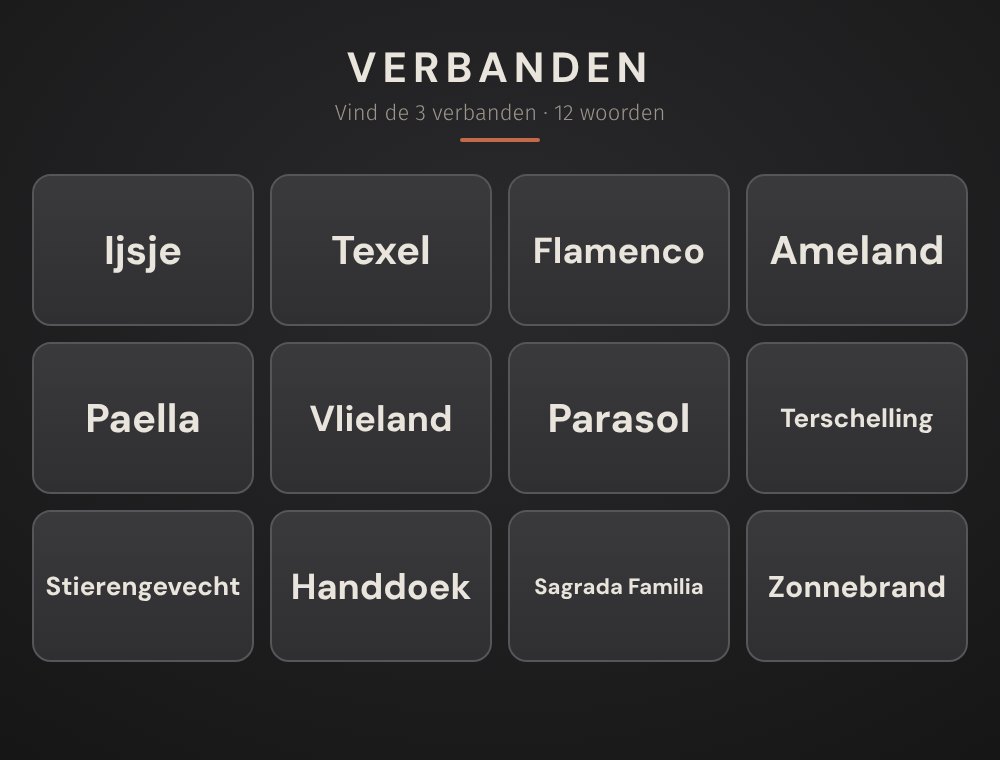 VERBANDEN
Vind de 3 verbanden · 12 woorden
Ijsje
Texel
Flamenco
Ameland
Paella
Vlieland
Parasol
Terschelling
Stierengevecht
Handdoek
Sagrada Familia
Zonnebrand